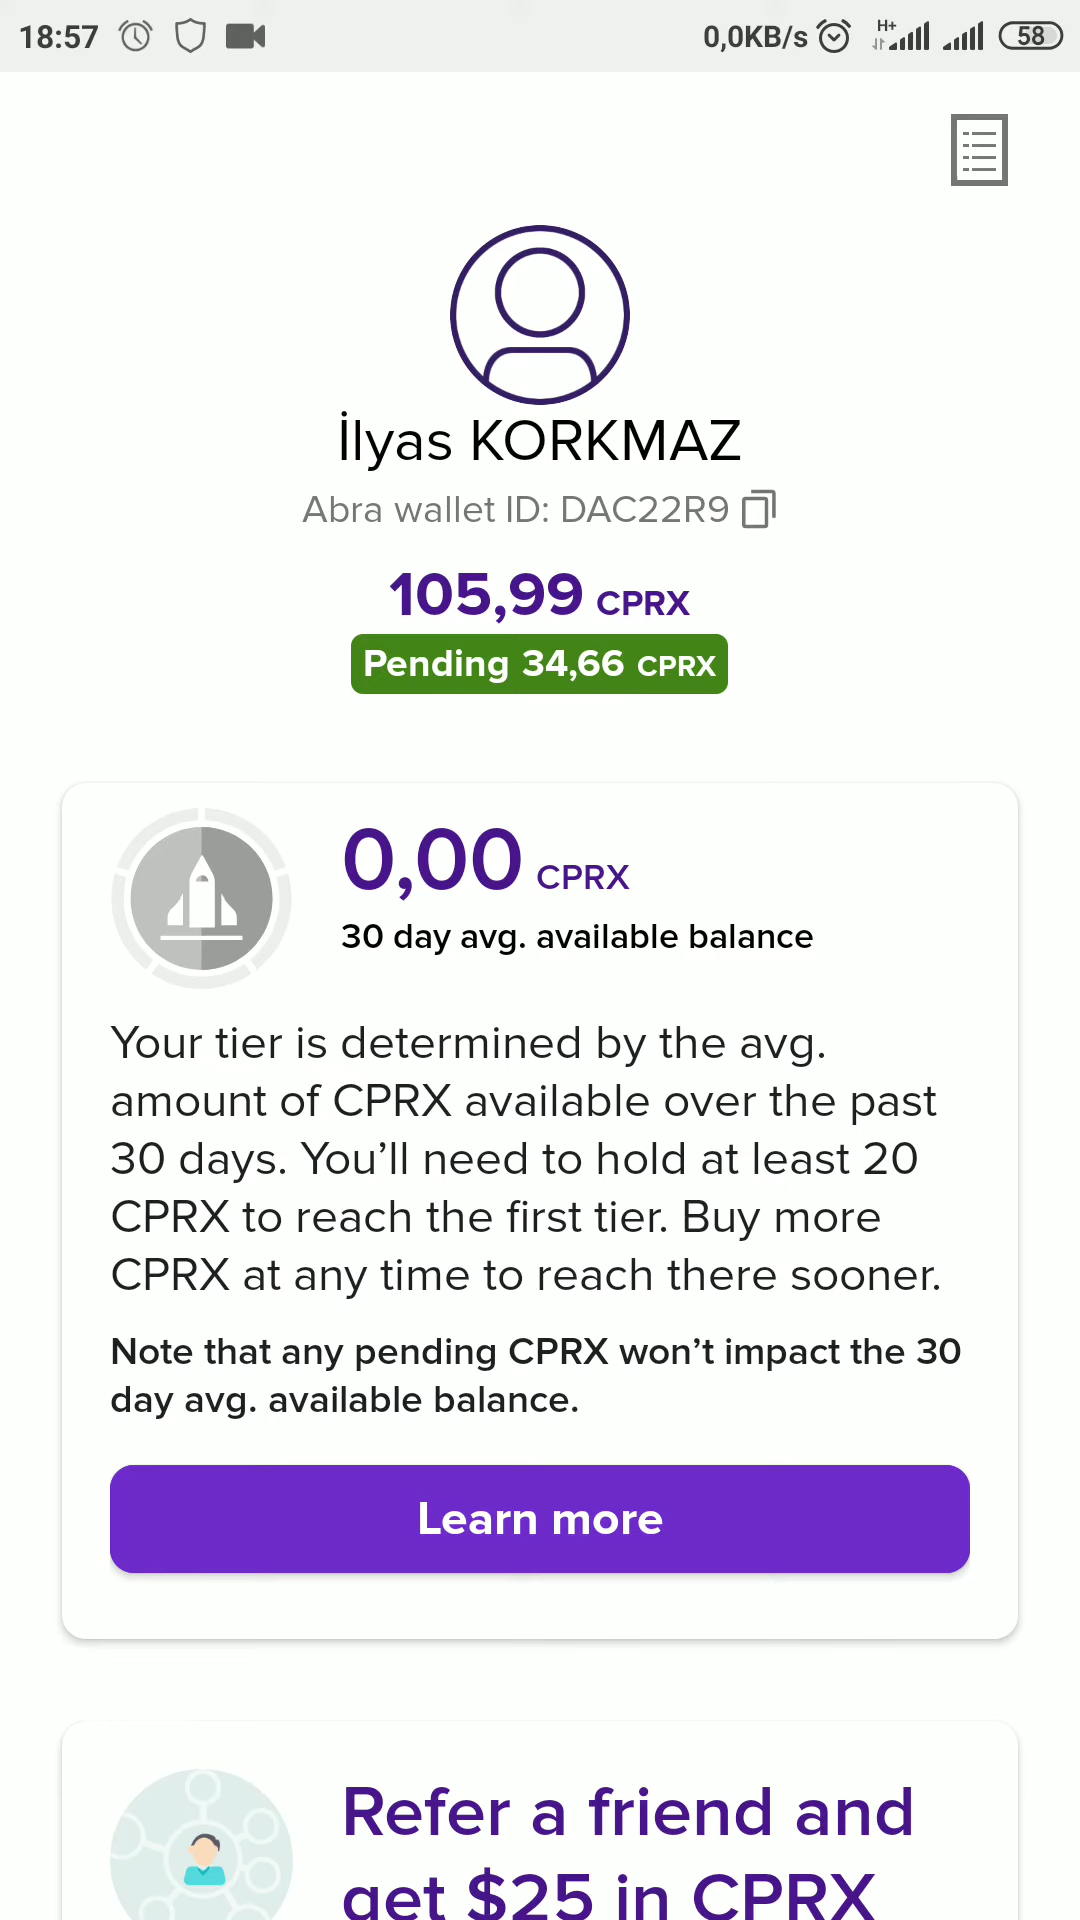 18:57
0,0KB/s H+ 58
İlyas KORKMAZ
Abra wallet ID: DAC22R9
105,99 CPRX
Pending 34,66 CPRX
0,00 CPRX
30 day avg. available balance
Your tier is determined by the avg.
amount of CPRX available over the past
30 days. You’ll need to hold at least 20
CPRX to reach the first tier. Buy more
CPRX at any time to reach there sooner.
Note that any pending CPRX won’t impact the 30
day avg. available balance.
Learn more
Refer a friend and
get $25 in CPRX